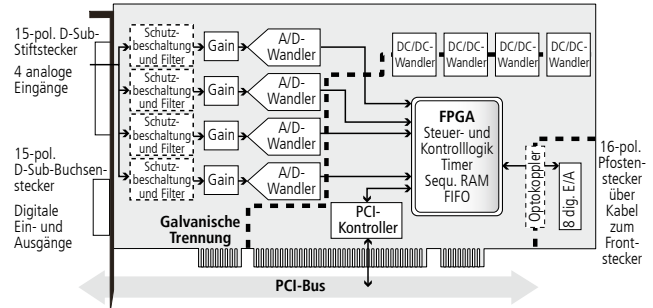 15-pol. D-Sub-
Stiftstecker
4 analoge
Eingänge
15-pol.
D-Sub-Buchsen-
stecker
Digitale
Ein- und
Ausgänge
Schutz-
beschaltung
und Filter
Gain
A/D-
Wandler
Schutz-
beschaltung
und Filter
Gain
A/D-
Wandler
Schutz-
beschaltung
und Filter
Gain
A/D-
Wandler
Schutz-
beschaltung
und Filter
Gain
A/D-
Wandler
DC/DC-
Wandler
DC/DC-
Wandler
DC/DC-
Wandler
DC/DC-
Wandler
FPGA
Steuer- und
Kontrolllogik
Timer
Sequ. RAM
FIFO
Optokoppler
8 dig. E/A
16-pol.
Pfosten-
stecker
über
Kabel
zum
Front-
stecker
Galvanische
Trennung
PCI-
Kontroller
PCI-Bus